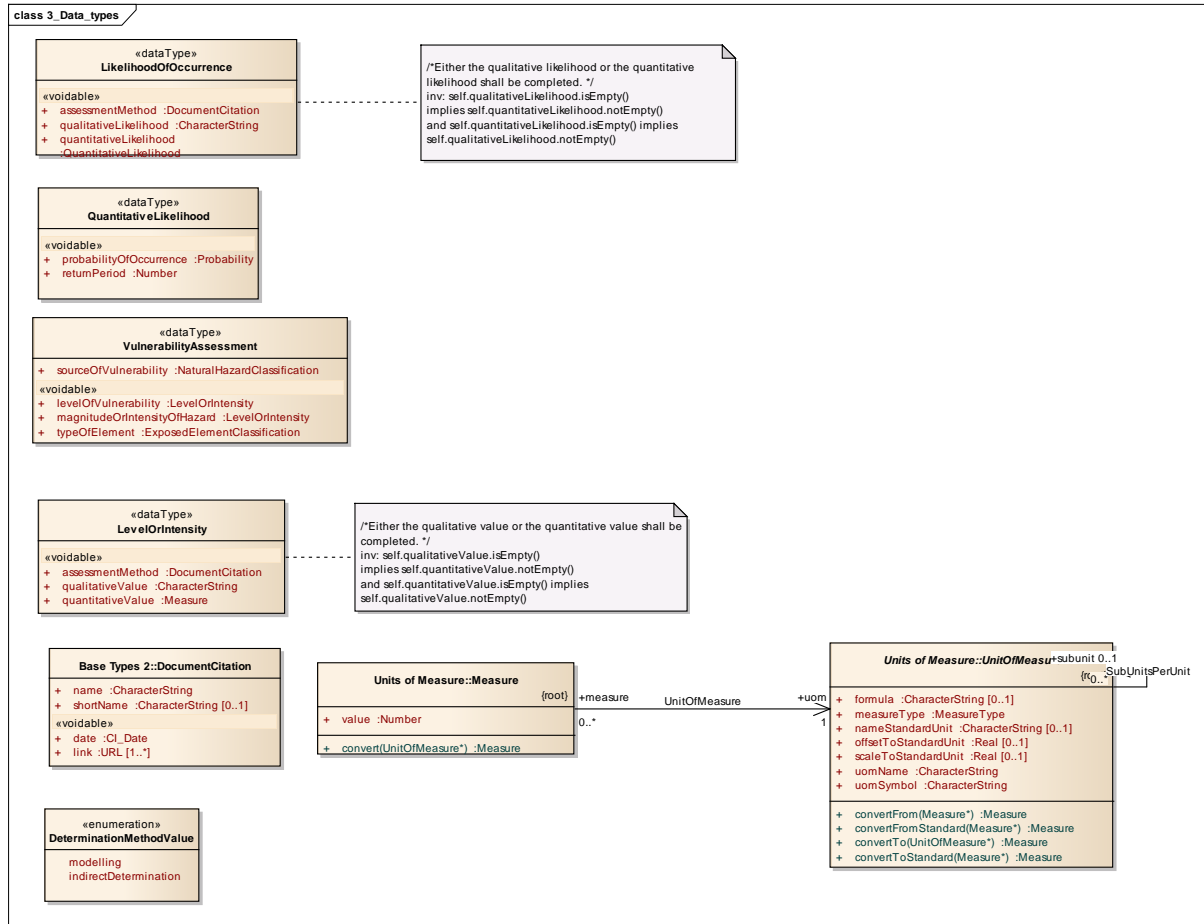 class 3_Data_types
«dataType»
LikelihoodOfOccurrence
«voidable»
+ assessmentMethod :DocumentCitation
+ qualitativeLikelihood :CharacterString
+ quantitativeLikelihood
:QuantitativeLikelihood
/*Either the qualitative likelihood or the quantitative
likelihood shall be completed. */
inv: self.qualitativeLikelihood.isEmpty()
implies self.quantitativeLikelihood.notEmpty()
and self.quantitativeLikelihood.isEmpty() implies
self.qualitativeLikelihood.notEmpty()
«dataType»
QuantitativeLikelihood
«voidable»
+ probabilityOfOccurrence :Probability
+ returnPeriod :Number
«dataType»
VulnerabilityAssessment
+ sourceOfVulnerability :NaturalHazardClassification
«voidable»
+ levelOfVulnerability :LevelOrIntensity
+ magnitudeOrIntensityOfHazard :LevelOrIntensity
+ typeOfElement :ExposedElementClassification
«dataType»
LevelOrIntensity
«voidable»
+ assessmentMethod :DocumentCitation
+ qualitativeValue :CharacterString
+ quantitativeValue :Measure
/*Either the qualitative value or the quantitative value shall be
completed. */
inv: self.qualitativeValue.isEmpty()
implies self.quantitativeValue.notEmpty()
and self.quantitativeValue.isEmpty() implies
self.qualitativeValue.notEmpty()
Base Types 2::DocumentCitation
+ name :CharacterString
+ shortName :CharacterString [0..1]
«voidable»
+ date :CI_Date
+ link :URL [1..*]
Units of Measure::Measure
{root}
+ value :Number
+ convert(UnitOfMeasure*) :Measure
+measure
0..*
UnitOfMeasure
+uom
1
Units of Measure::UnitOfMeasu
+subunit 0..1
0..*
SubUnitsPerUnit
+ formula :CharacterString [0..1]
+ measureType :MeasureType
+ nameStandardUnit :CharacterString [0..1]
+ offsetToStandardUnit :Real [0..1]
+ scaleToStandardUnit :Real [0..1]
+ uomName :CharacterString
+ uomSymbol :CharacterString
+ convertFrom(Measure*) :Measure
+ convertFromStandard(Measure*) :Measure
+ convertTo(UnitOfMeasure*) :Measure
+ convertToStandard(Measure*) :Measure
«enumeration»
DeterminationMethodValue
modelling
indirectDetermination